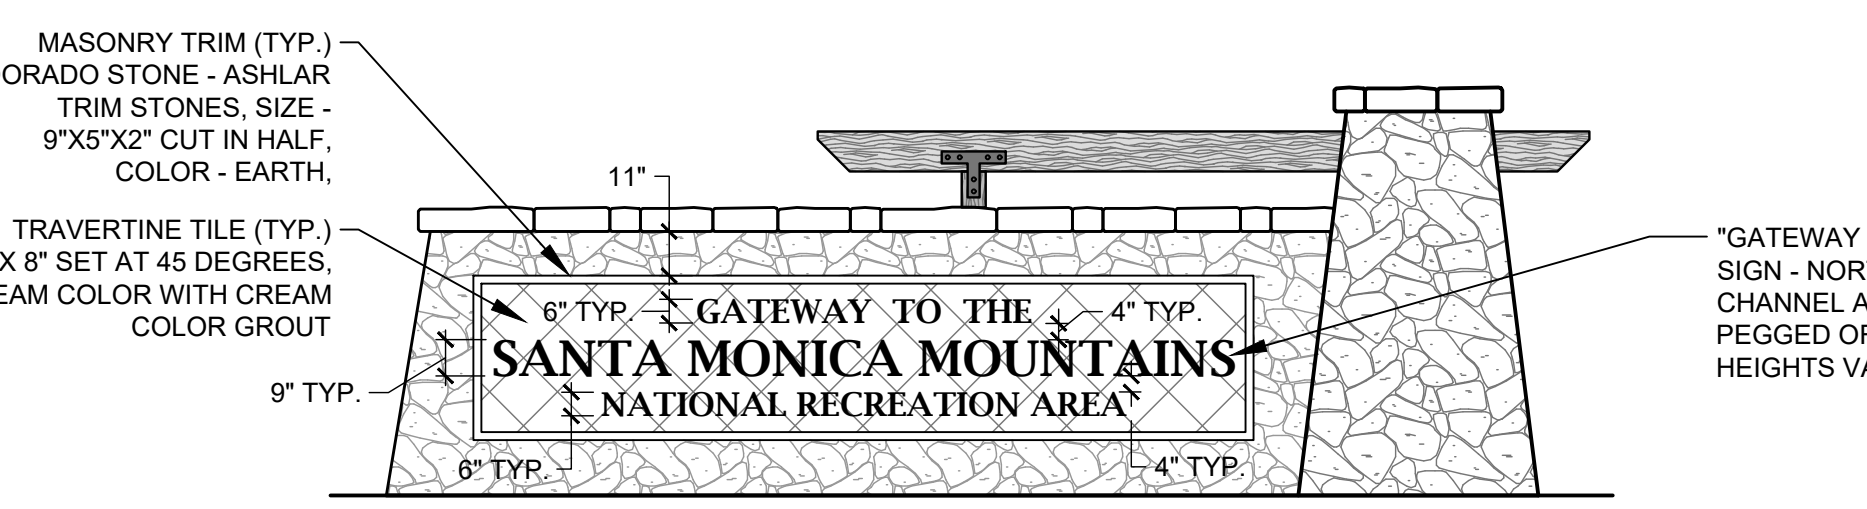 MASONRY TRIM (TYP.)
ORADO STONE - ASHLAR
TRIM STONES, SIZE -
9"X5"X2" CUT IN HALF,
COLOR - EARTH,
TRAVERTINE TILE (TYP.)
X 8" SET AT 45 DEGREES,
EAM COLOR WITH CREAM
COLOR GROUT
9" TYP.
11"
6" TYP.
GATEWAY TO THE
4" TYP.
SANTA MONICA MOUNTAINS
NATIONAL RECREATION AREA
6" TYP.
4" TYP.
"GATEWAY
SIGN - NORT
CHANNEL A
PEGGED OF
HEIGHTS VA